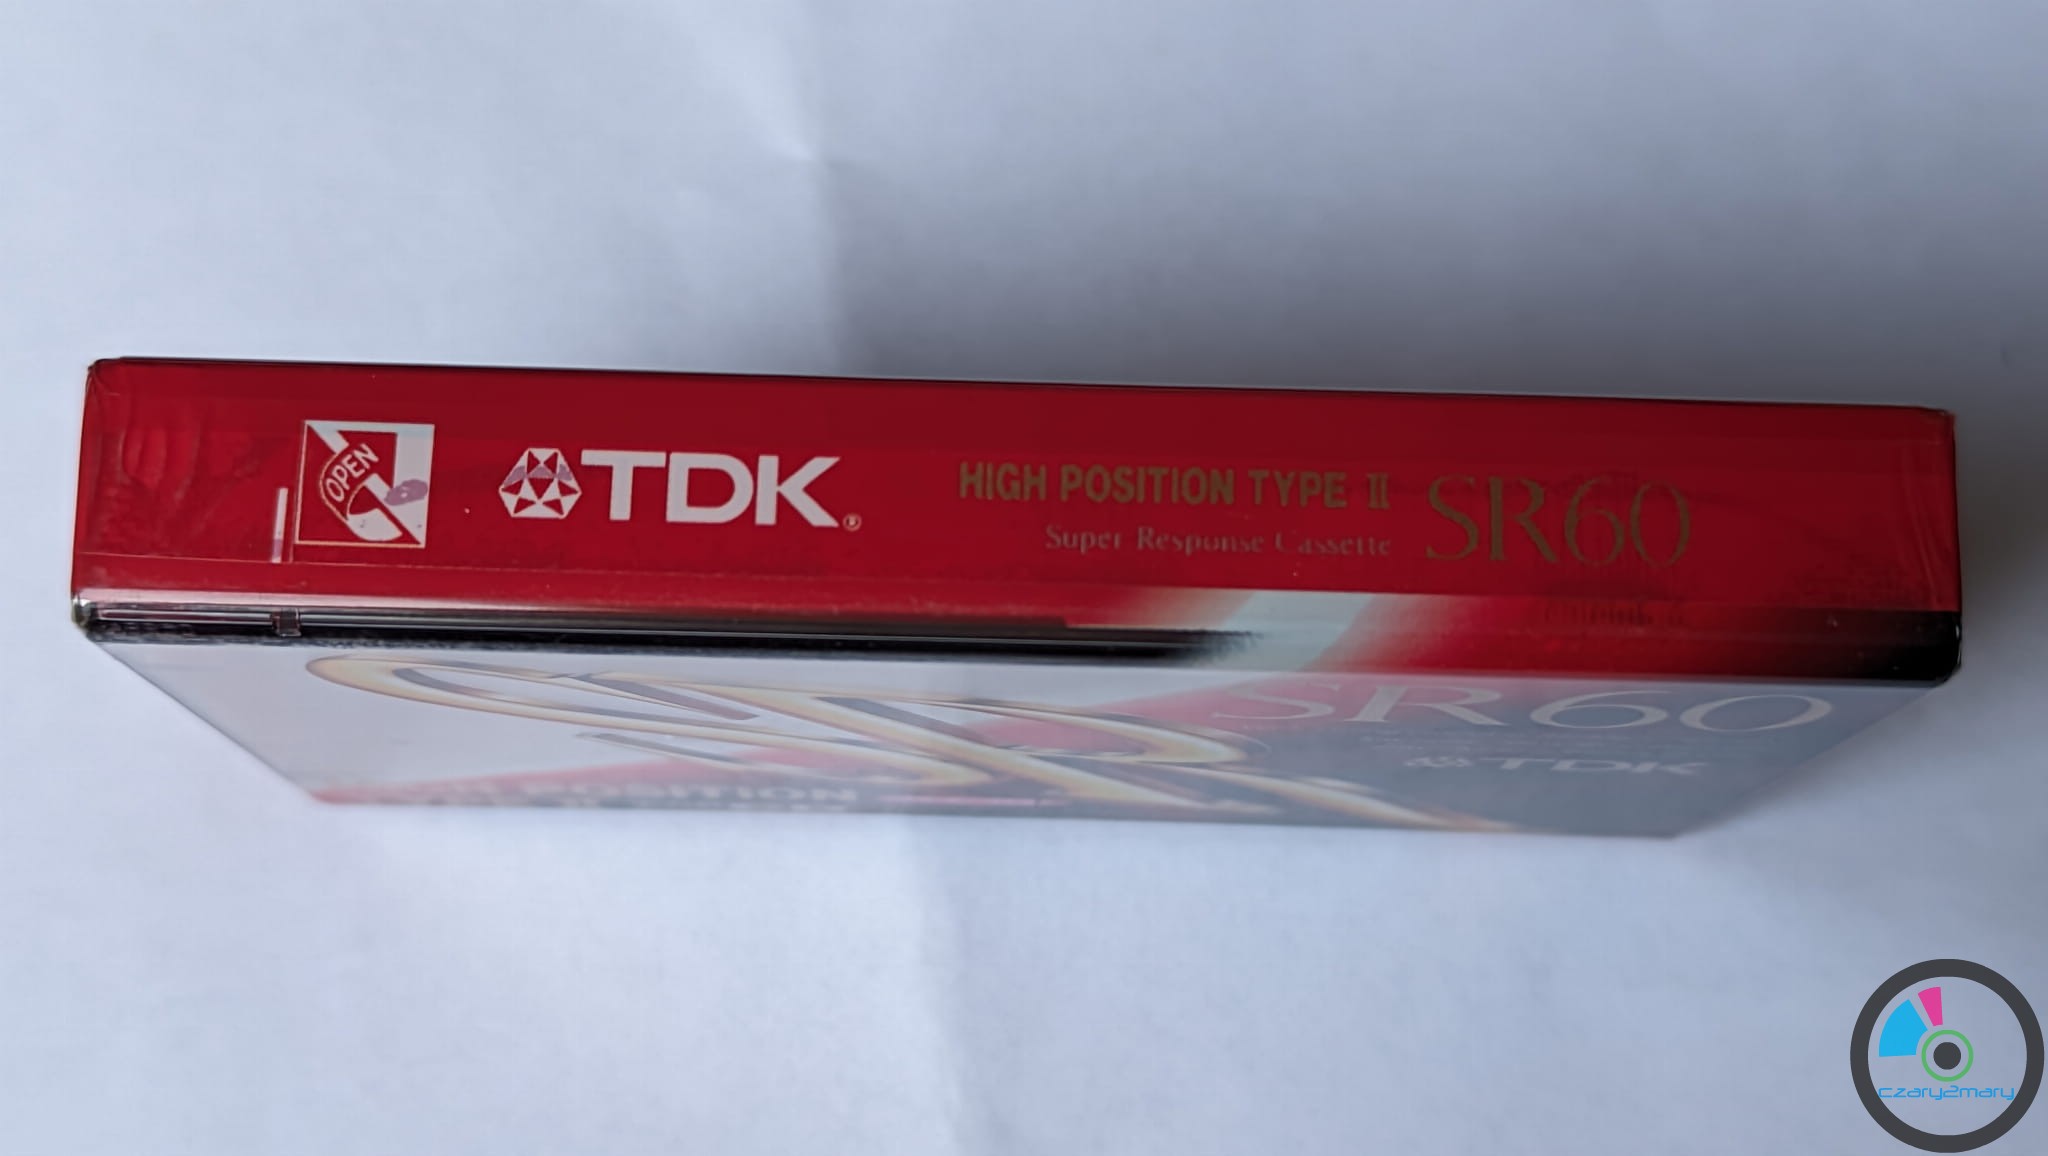 OPEN
TDK®
HIGH POSITION TYPE II
Super Response Cassette
SR60
SR60
TDK
POSITION
czary2mary